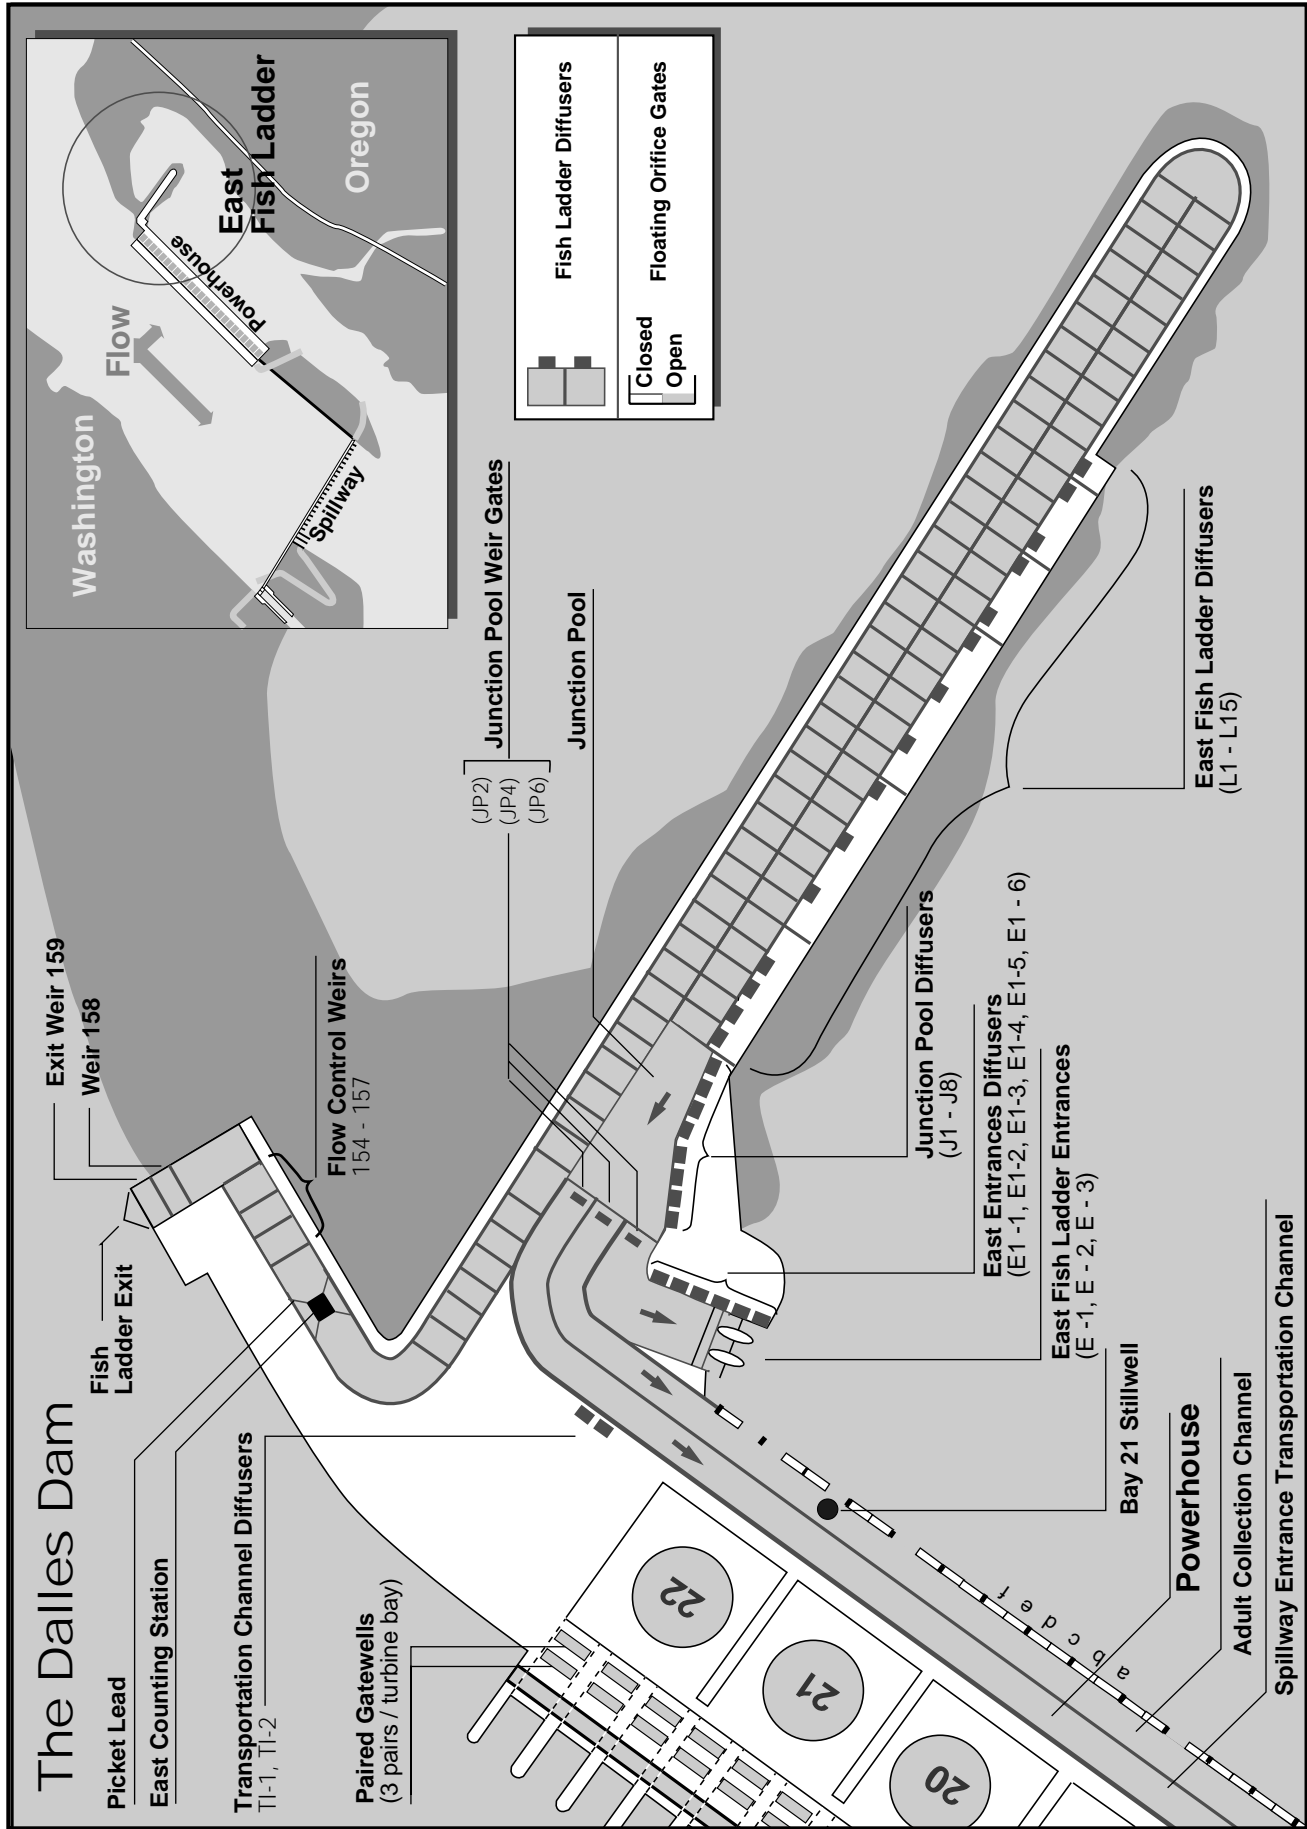 The Dalles Dam
Washington
Flow
Oregon
East
Fish Ladder
Powerhouse
Spillway
Fish Ladder Diffusers
Floating Orifice Gates
Closed
Open
Exit Weir 159
Weir 158
Fish
Ladder Exit
Picket Lead
East Counting Station
Flow Control Weirs
154 - 157
Transportation Channel Diffusers
TI-1, TI-2
Paired Gatewells
(3 pairs / turbine bay)
Junction Pool Weir Gates
(JP2)
(JP4)
(JP6)
Junction Pool
22
21
20
a b c d e f
Junction Pool Diffusers
(J1 - J8)
East Entrances Diffusers
(E1 -1, E1-2, E1-3, E1-4, E1-5, E1 - 6)
East Fish Ladder Entrances
(E -1, E - 2, E - 3)
Bay 21 Stillwell
Powerhouse
Adult Collection Channel
Spillway Entrance Transportation Channel
East Fish Ladder Diffusers
(L1 - L15)